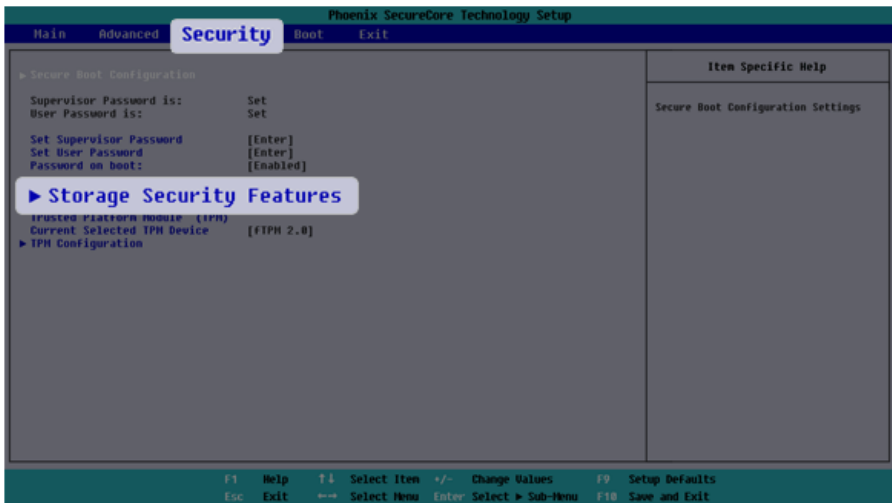 Phoenix SecureCore Technology Setup
Main Advanced Security Boot Exit
▶ Secure Boot Configuration
Item Specific Help
Supervisor Password is: Set
User Password is: Set
Secure Boot Configuration Settings
Set Supervisor Password [Enter]
Set User Password [Enter]
Password on boot: [Enabled]
▶ Storage Security Features
Trusted Platform Module (TPM)
Current Selected TPM Device [fTPM 2.0]
▶ TPM Configuration
F1 Help ↑↓ Select Item +/- Change Values F9 Setup Defaults
Esc Exit ←→ Select Menu Enter Select ▶ Sub-Menu F10 Save and Exit